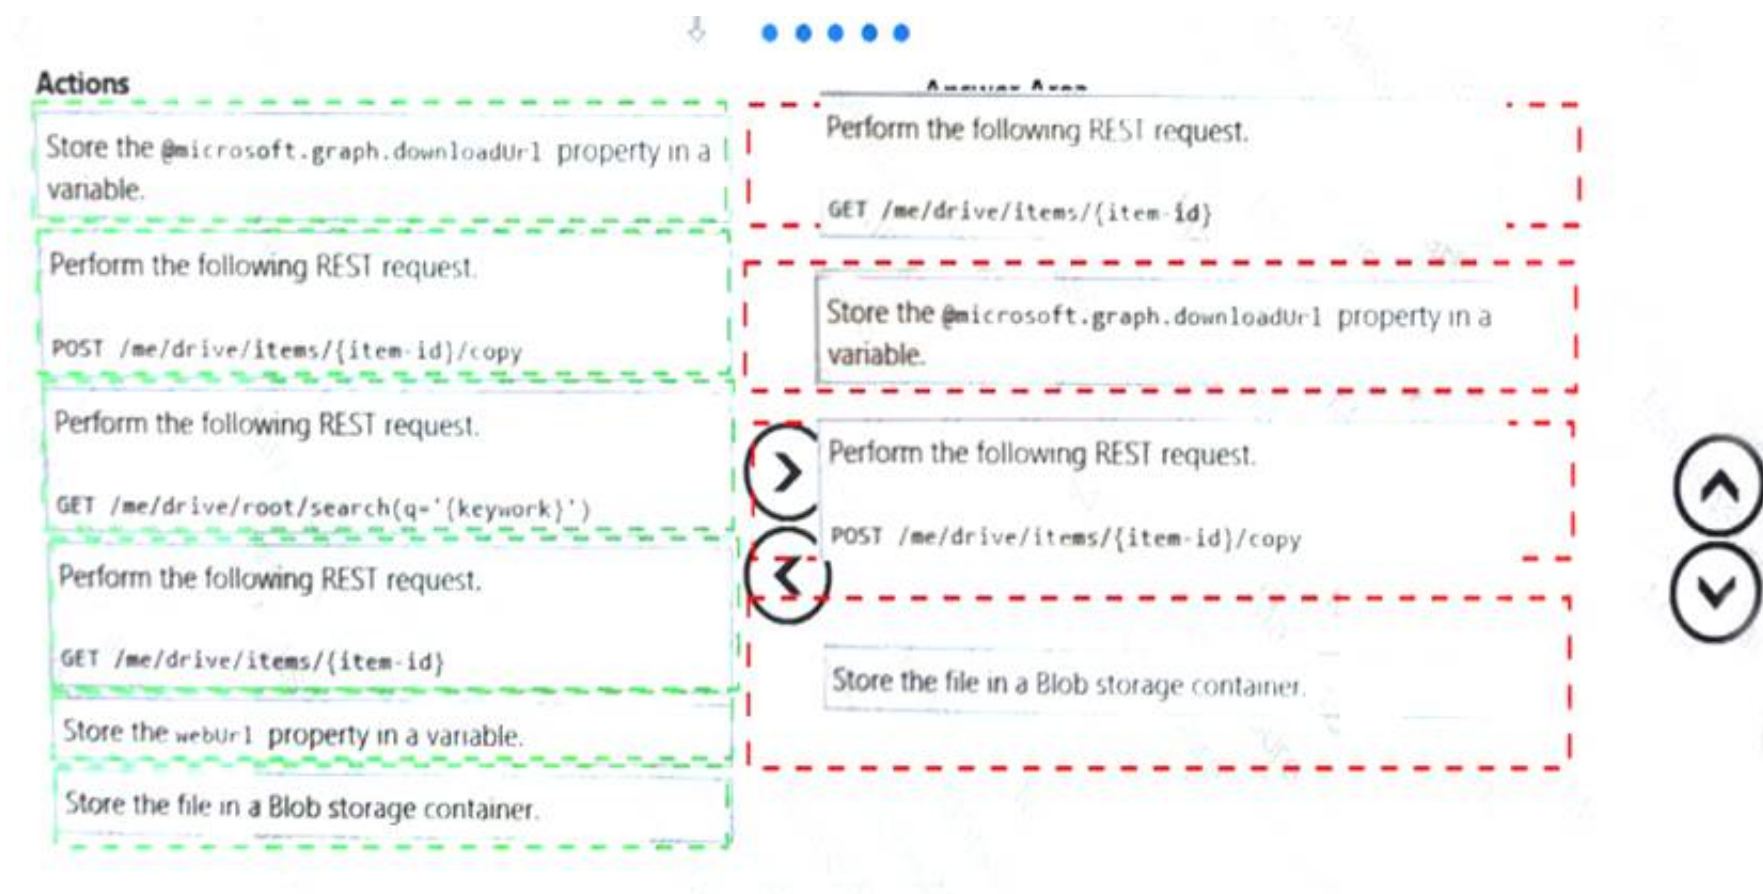 Actions
Store the @microsoft.graph.downloadUrl property in a
variable.
Perform the following REST request.
POST /me/drive/items/{item-id}/copy
Perform the following REST request.
GET /me/drive/root/search(q='{keywork}')
Perform the following REST request.
GET /me/drive/items/{item-id}
Store the webUrl property in a variable.
Store the file in a Blob storage container.
Answer Area
Perform the following REST request.
GET /me/drive/items/{item-id}
Store the @microsoft.graph.downloadUrl property in a
variable.
Perform the following REST request.
POST /me/drive/items/{item-id}/copy
Store the file in a Blob storage container.